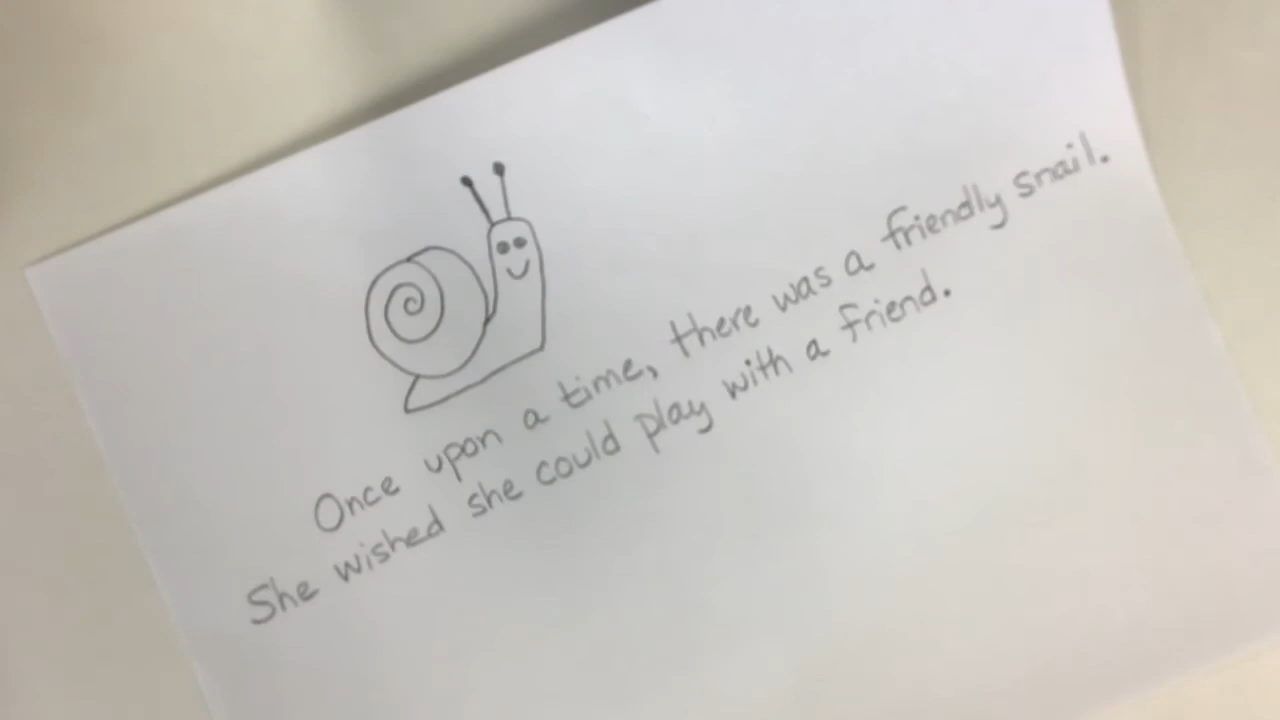 Once upon a time, there was a friendly snail.
She wished she could play with a friend.